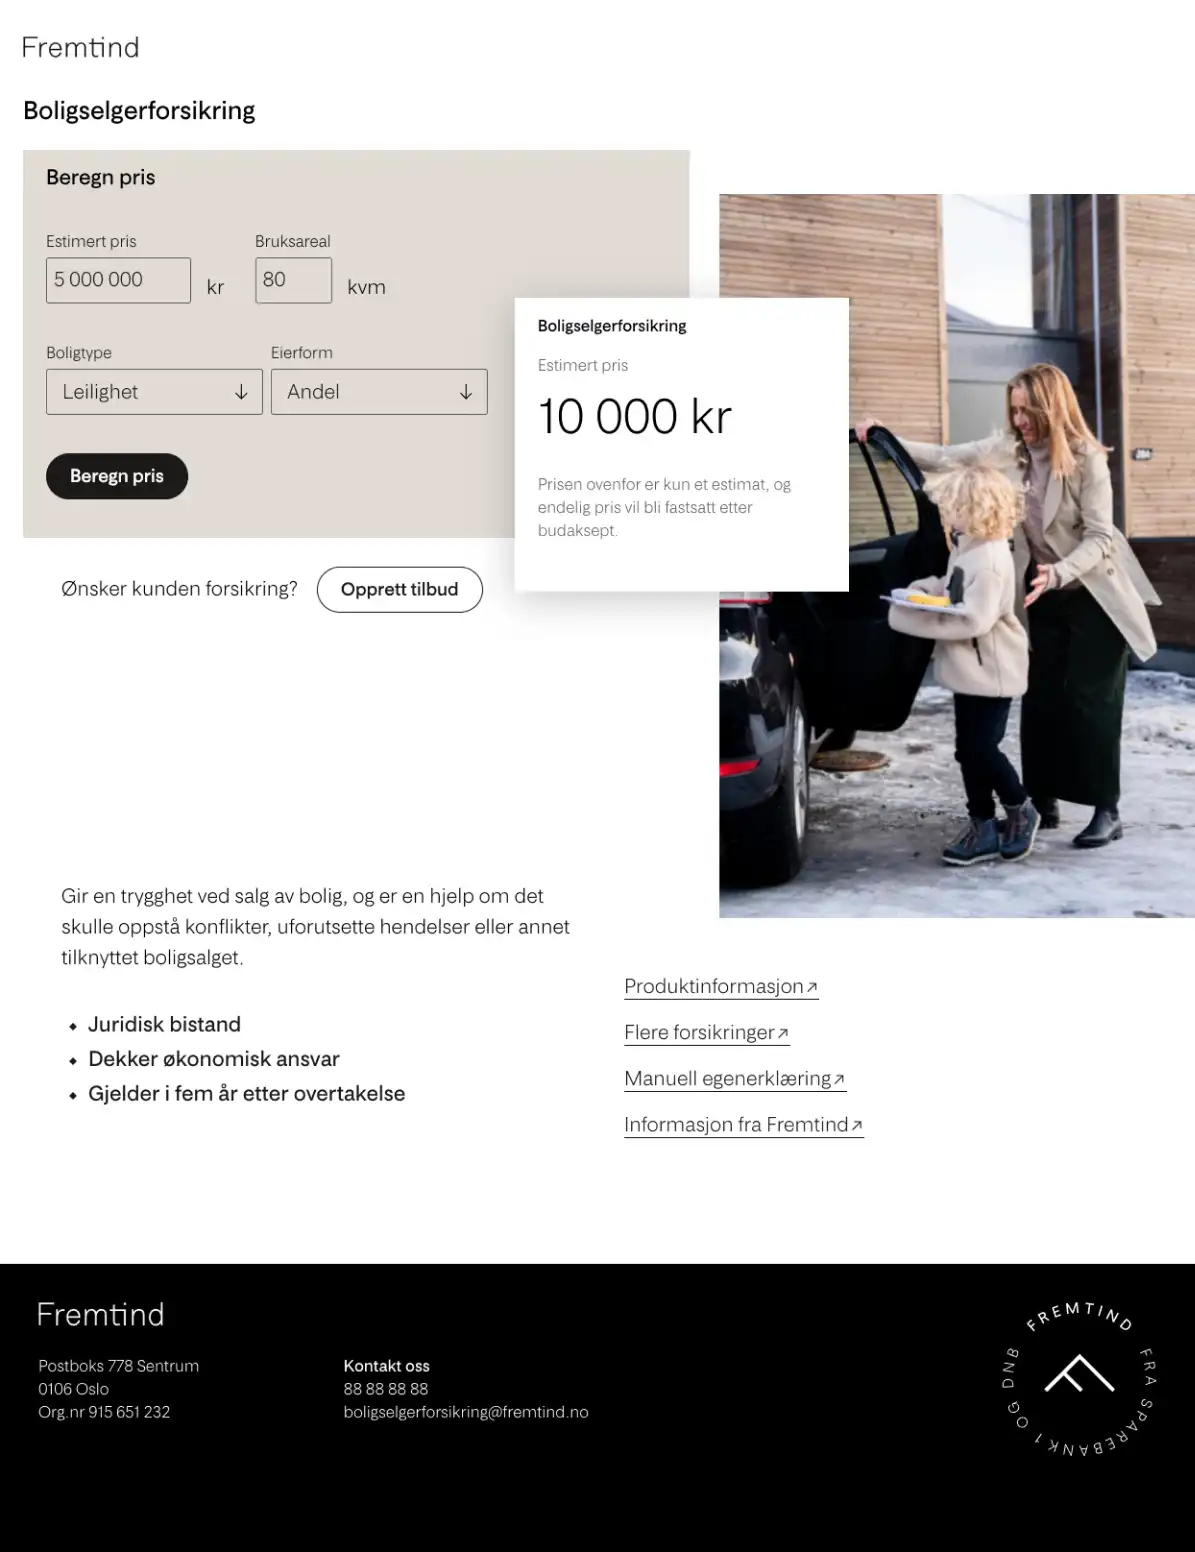 Fremtind
Boligselgerforsikring
Beregn pris
Estimert pris
Bruksareal
5 000 000
kr
80
kvm
Boligtype
Eierform
Leilighet
Andel
Beregn pris
Boligselgerforsikring
Estimert pris
10 000 kr
Prisen ovenfor er kun et estimat, og
endelig pris vil bli fastsatt etter
budaksept.
Ønsker kunden forsikring?
Opprett tilbud
Gir en trygghet ved salg av bolig, og er en hjelp om det
skulle oppstå konflikter, uforutsette hendelser eller annet
tilknyttet boligsalget.
Juridisk bistand
Dekker økonomisk ansvar
Gjelder i fem år etter overtakelse
Produktinformasjon
Flere forsikringer
Manuell egenerklæring
Informasjon fra Fremtind
Fremtind
Postboks 778 Sentrum
0106 Oslo
Org.nr 915 651 232
Kontakt oss
88 88 88 88
boligselgerforsikring@fremtind.no
FREMTIND FRA SPAREBANK 1 OG DNB